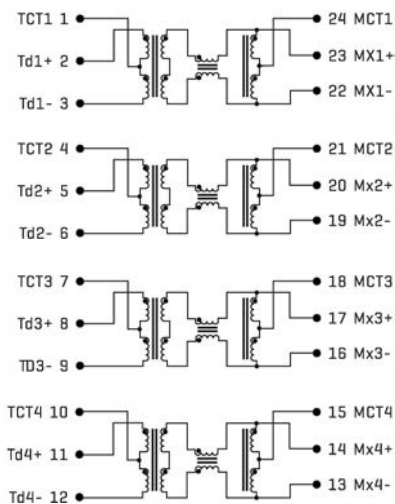 TCT1 1
24 MCT1
Td1+ 2
23 MX1+
Td1- 3
22 MX1-
TCT2 4
21 MCT2
Td2+ 5
20 Mx2+
Td2- 6
19 Mx2-
TCT3 7
18 MCT3
Td3+ 8
17 Mx3+
TD3- 9
16 Mx3-
TCT4 10
15 MCT4
Td4+ 11
14 Mx4+
Td4- 12
13 Mx4-